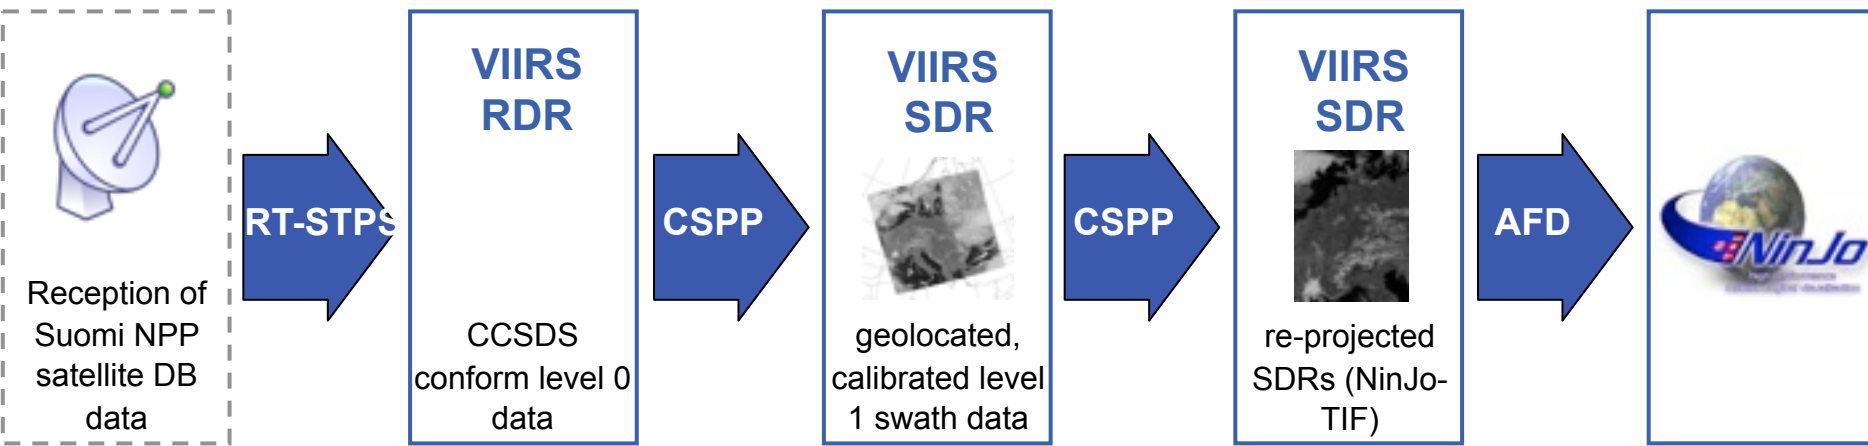 Reception of
Suomi NPP
satellite DB
data
RT-STPS
VIIRS
RDR
CCSDS
conform level 0
data
CSPP
VIIRS
SDR
geolocated,
calibrated level
1 swath data
CSPP
VIIRS
SDR
re-projected
SDRs (NinJo-
TIF)
AFD
NinJo